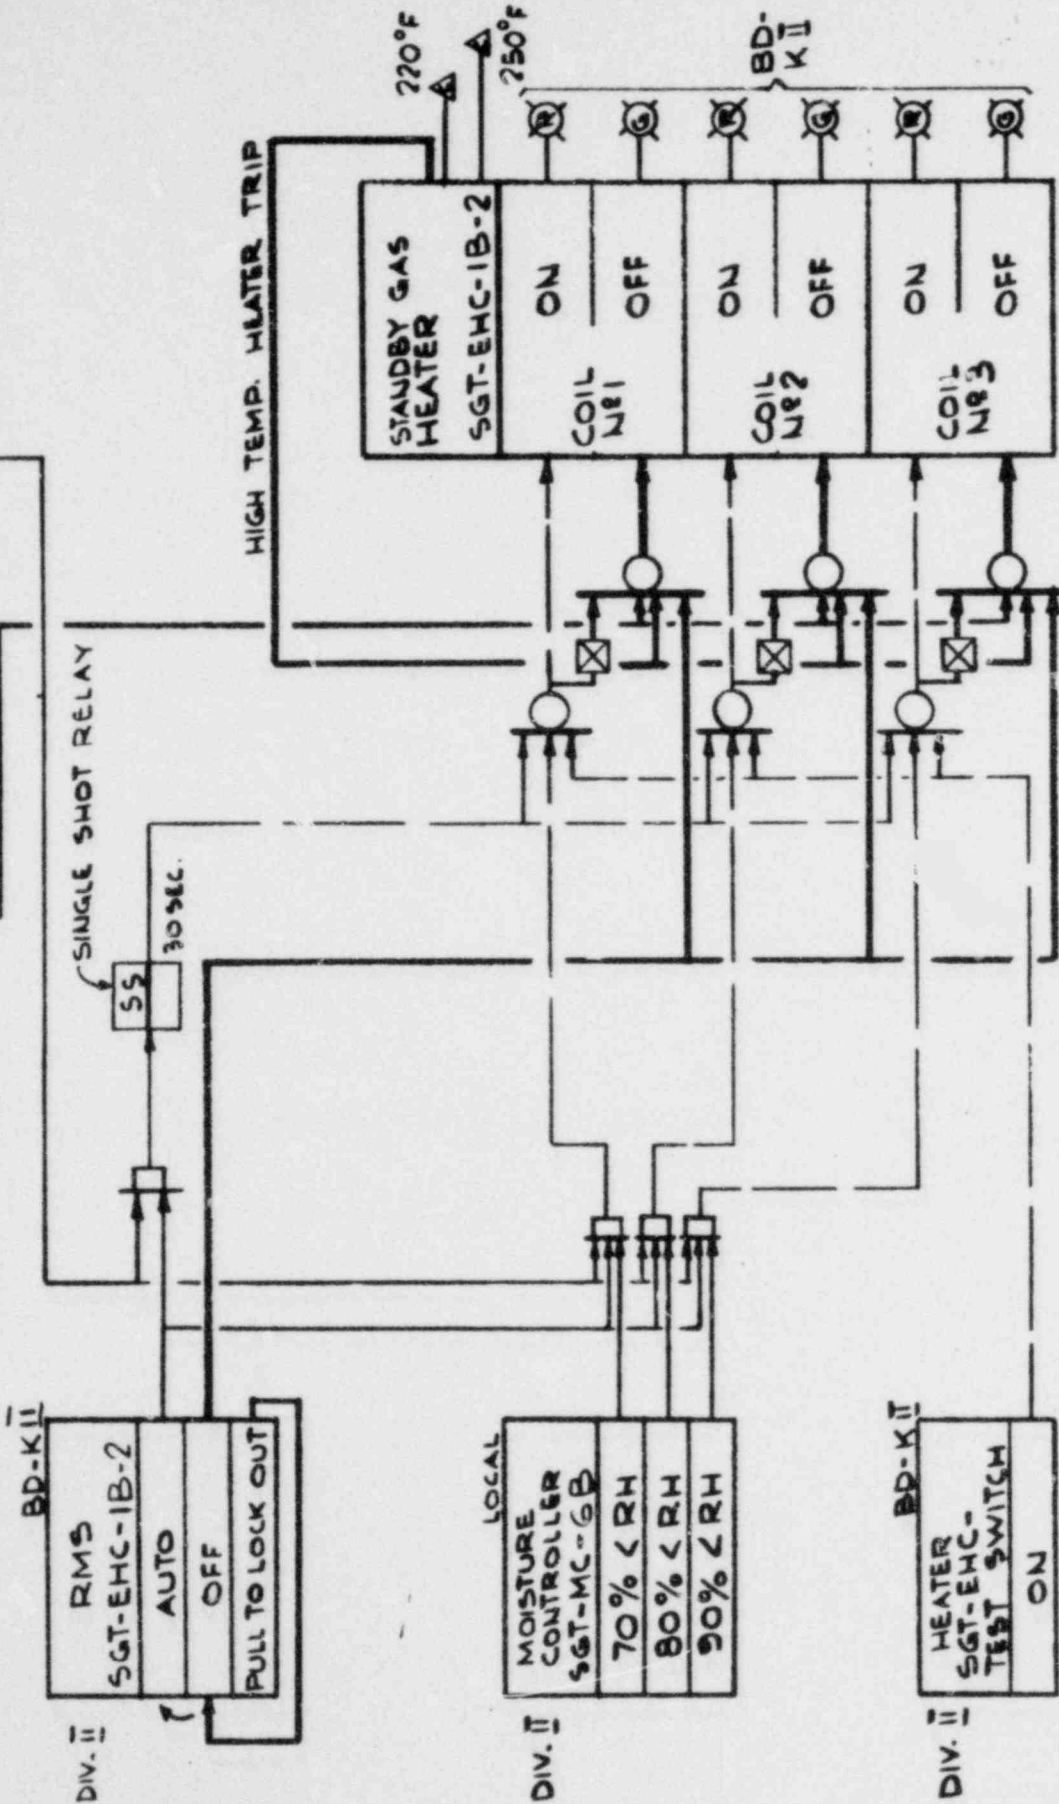 BD-K II
DIV. II
RMS
SGT-EHC-1B-2
AUTO
OFF
PULL TO LOCK OUT
SINGLE SHOT RELAY
SS
30 SEC.
HIGH TEMP. HEATER TRIP
LOCAL
DIV. II
MOISTURE
CONTROLLER
SGT-MC-6B
70% < RH
80% < RH
90% < RH
BD-K II
DIV. II
HEATER
SGT-EHC-
TEST SWITCH
ON
STANDBY GAS
HEATER
SGT-EHC-1B-2
COIL
Nº1
ON
OFF
COIL
Nº2
ON
OFF
COIL
Nº3
ON
OFF
220°F
250°F
R
G
R
G
R
G
BD-
K II